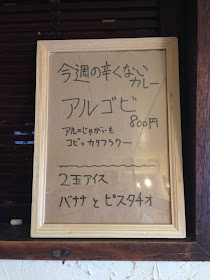 今週の辛くない
カレー
アルゴビ
800円
アル=じゃがいも
コビ=カリフラワー
2玉アイス
バナナとピスタチオ